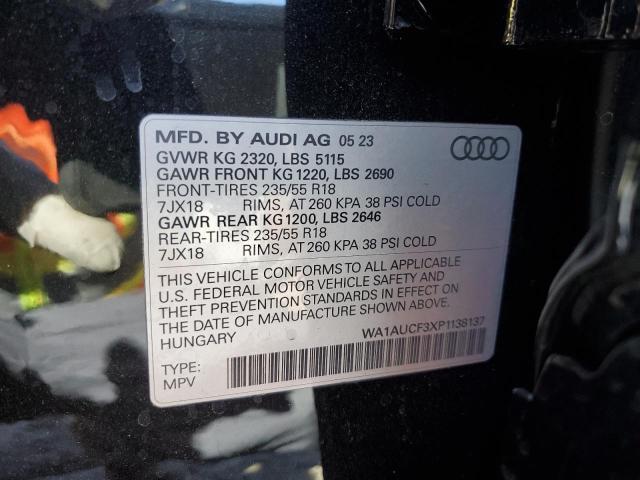 MFD. BY AUDI AG 05 23
GVWR KG 2320, LBS 5115
GAWR FRONT KG 1220, LBS 2690
FRONT-TIRES 235/55 R18
7JX18 RIMS, AT 260 KPA 38 PSI COLD
GAWR REAR KG 1200, LBS 2646
REAR-TIRES 235/55 R18
7JX18 RIMS, AT 260 KPA 38 PSI COLD
THIS VEHICLE CONFORMS TO ALL APPLICABLE
U.S. FEDERAL MOTOR VEHICLE SAFETY AND
THEFT PREVENTION STANDARDS IN EFFECT ON
THE DATE OF MANUFACTURE SHOWN ABOVE.
HUNGARY
WA1AUCF3XP1138137
TYPE:
MPV